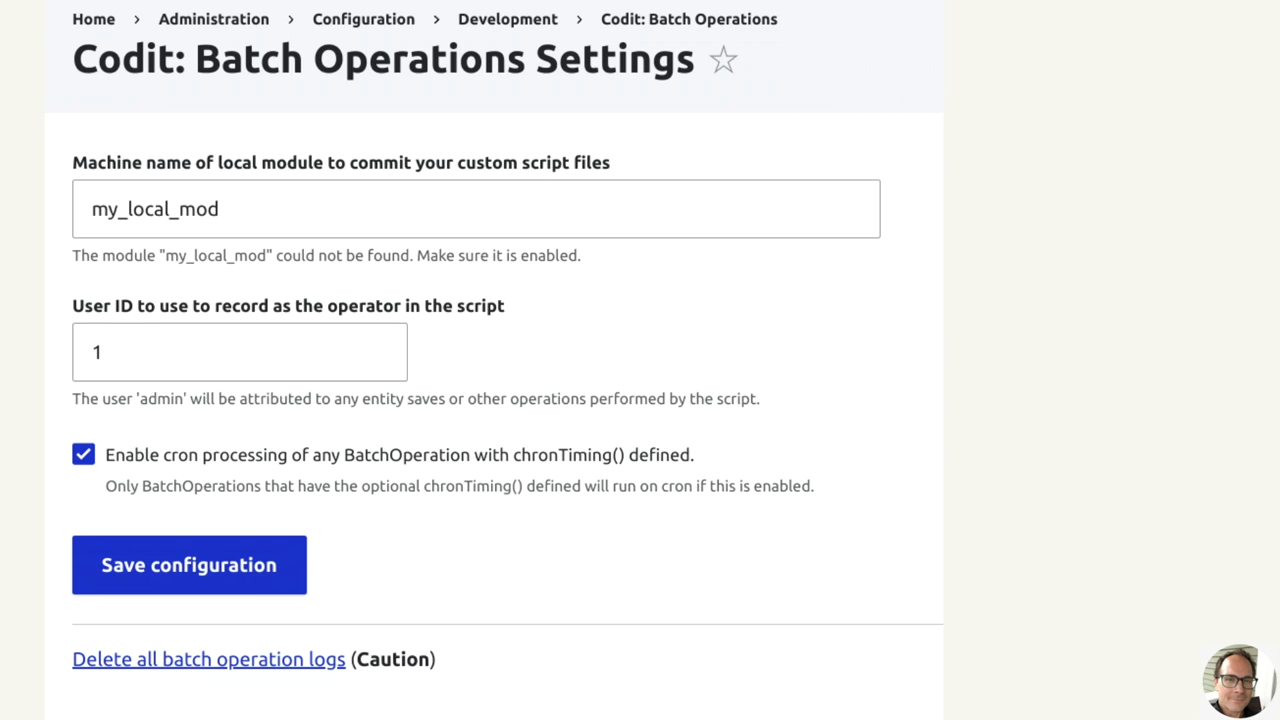 Home › Administration › Configuration › Development › Codit: Batch Operations
Codit: Batch Operations Settings
Machine name of local module to commit your custom script files
my_local_mod
The module "my_local_mod" could not be found. Make sure it is enabled.
User ID to use to record as the operator in the script
1
The user 'admin' will be attributed to any entity saves or other operations performed by the script.
Enable cron processing of any BatchOperation with chronTiming() defined.
Only BatchOperations that have the optional chronTiming() defined will run on cron if this is enabled.
Save configuration
Delete all batch operation logs (Caution)